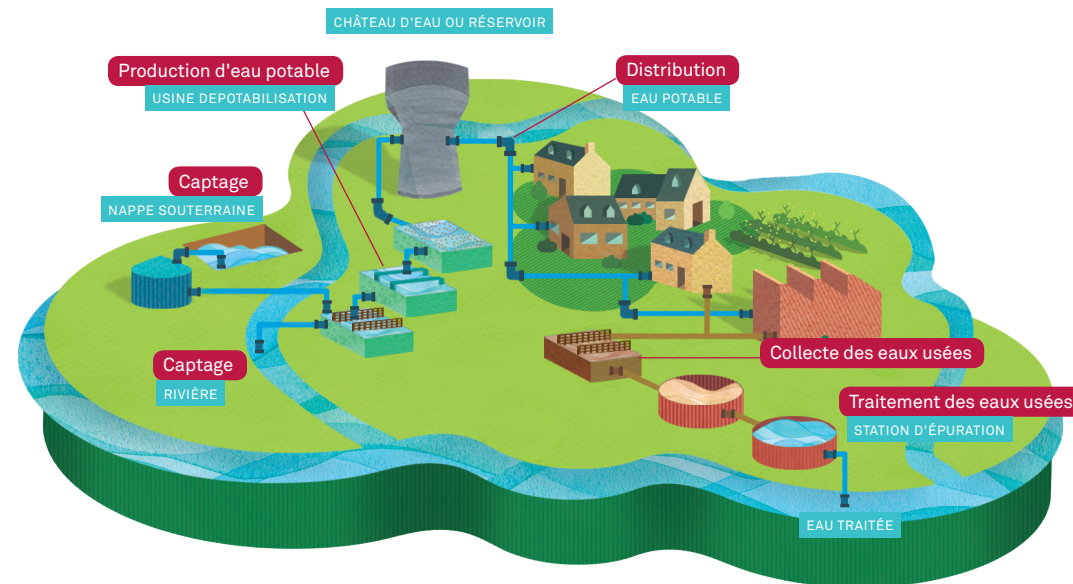 CHÂTEAU D'EAU OU RÉSERVOIR
Production d'eau potable
USINE DEPOTABILISATION
Distribution
EAU POTABLE
Captage
NAPPE SOUTERRAINE
Captage
RIVIÈRE
Collecte des eaux usées
Traitement des eaux usées
STATION D'ÉPURATION
EAU TRAITÉE